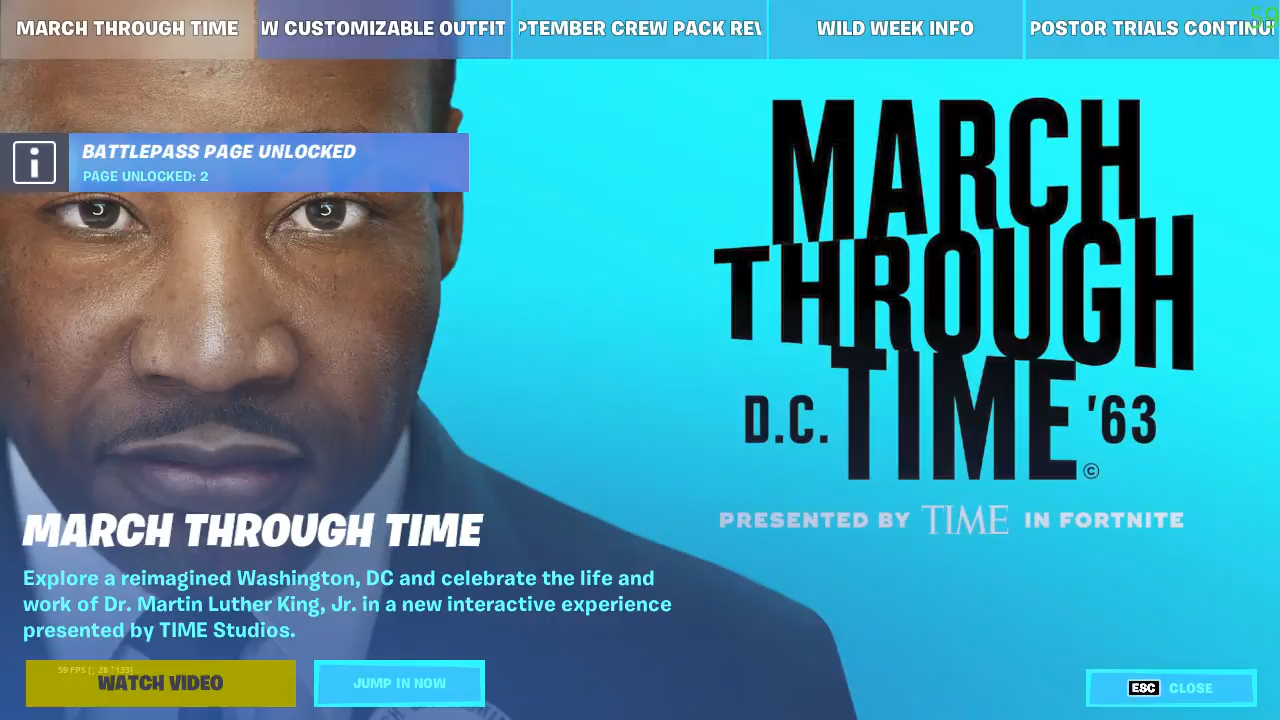 MARCH THROUGH TIME
W CUSTOMIZABLE OUTFIT
PTEMBER CREW PACK REV
WILD WEEK INFO
POSTOR TRIALS CONTINU
59
BATTLEPASS PAGE UNLOCKED
PAGE UNLOCKED: 2
MARCH
THROUGH
TIME
D.C. '63
©
PRESENTED BY TIME IN FORTNITE
MARCH THROUGH TIME
Explore a reimagined Washington, DC and celebrate the life and
work of Dr. Martin Luther King, Jr. in a new interactive experience
presented by TIME Studios.
59 FPS
WATCH VIDEO
JUMP IN NOW
ESC CLOSE